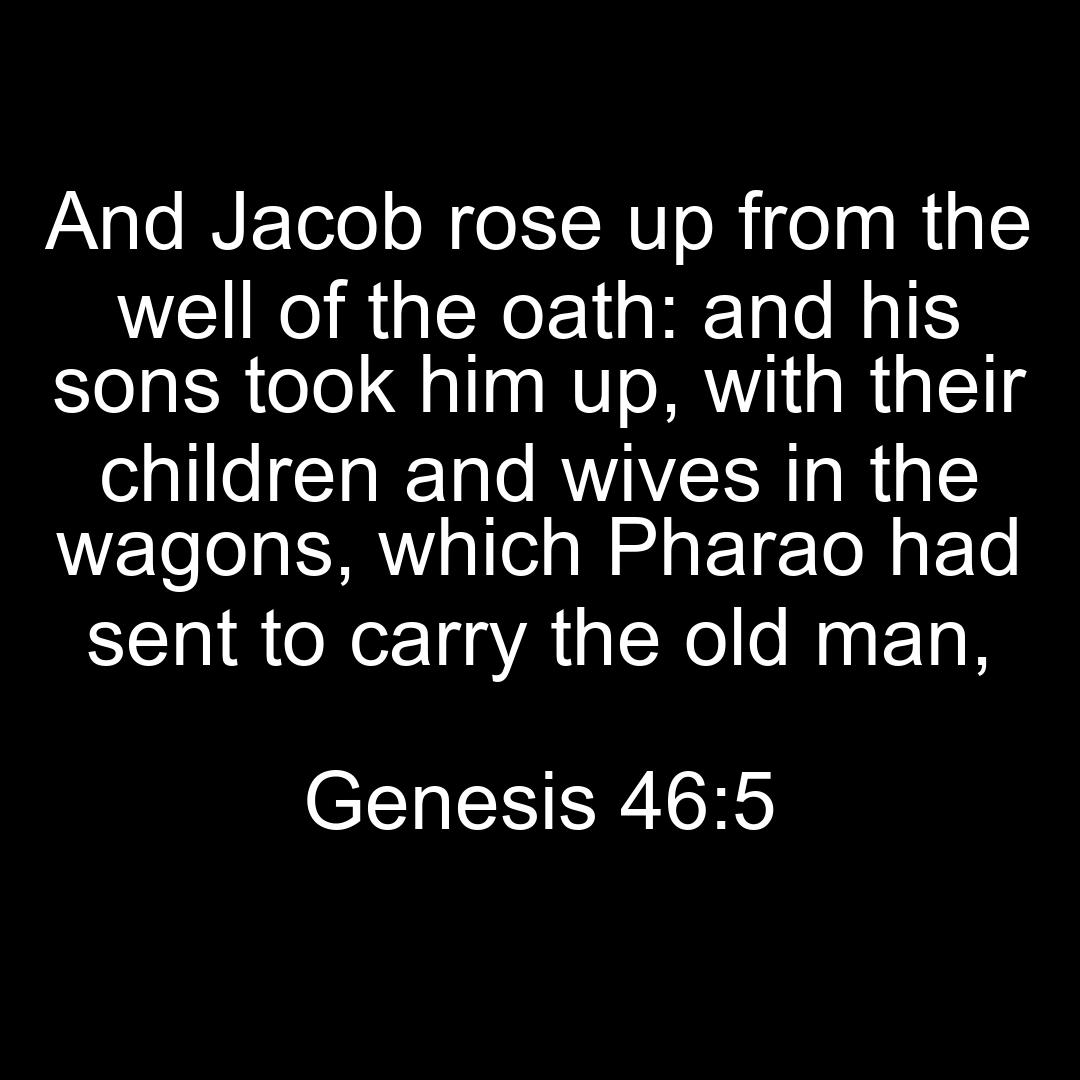 And Jacob rose up from the
well of the oath: and his
sons took him up, with their
children and wives in the
wagons, which Pharao had
sent to carry the old man,
Genesis 46:5